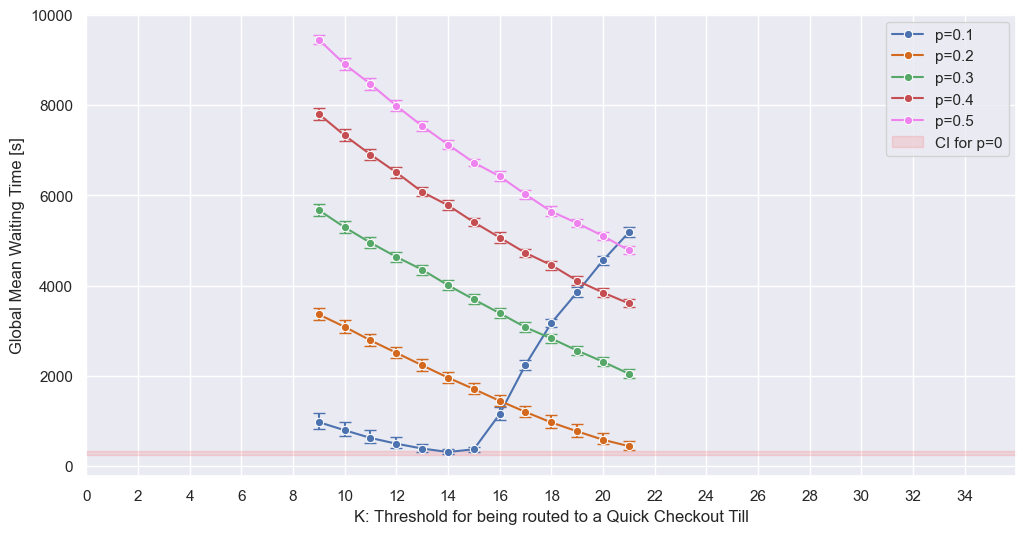 10000
8000
6000
4000
2000
0
Global Mean Waiting Time [s]
p=0.1
p=0.2
p=0.3
p=0.4
p=0.5
CI for p=0
0 2 4 6 8 10 12 14 16 18 20 22 24 26 28 30 32 34
K: Threshold for being routed to a Quick Checkout Till